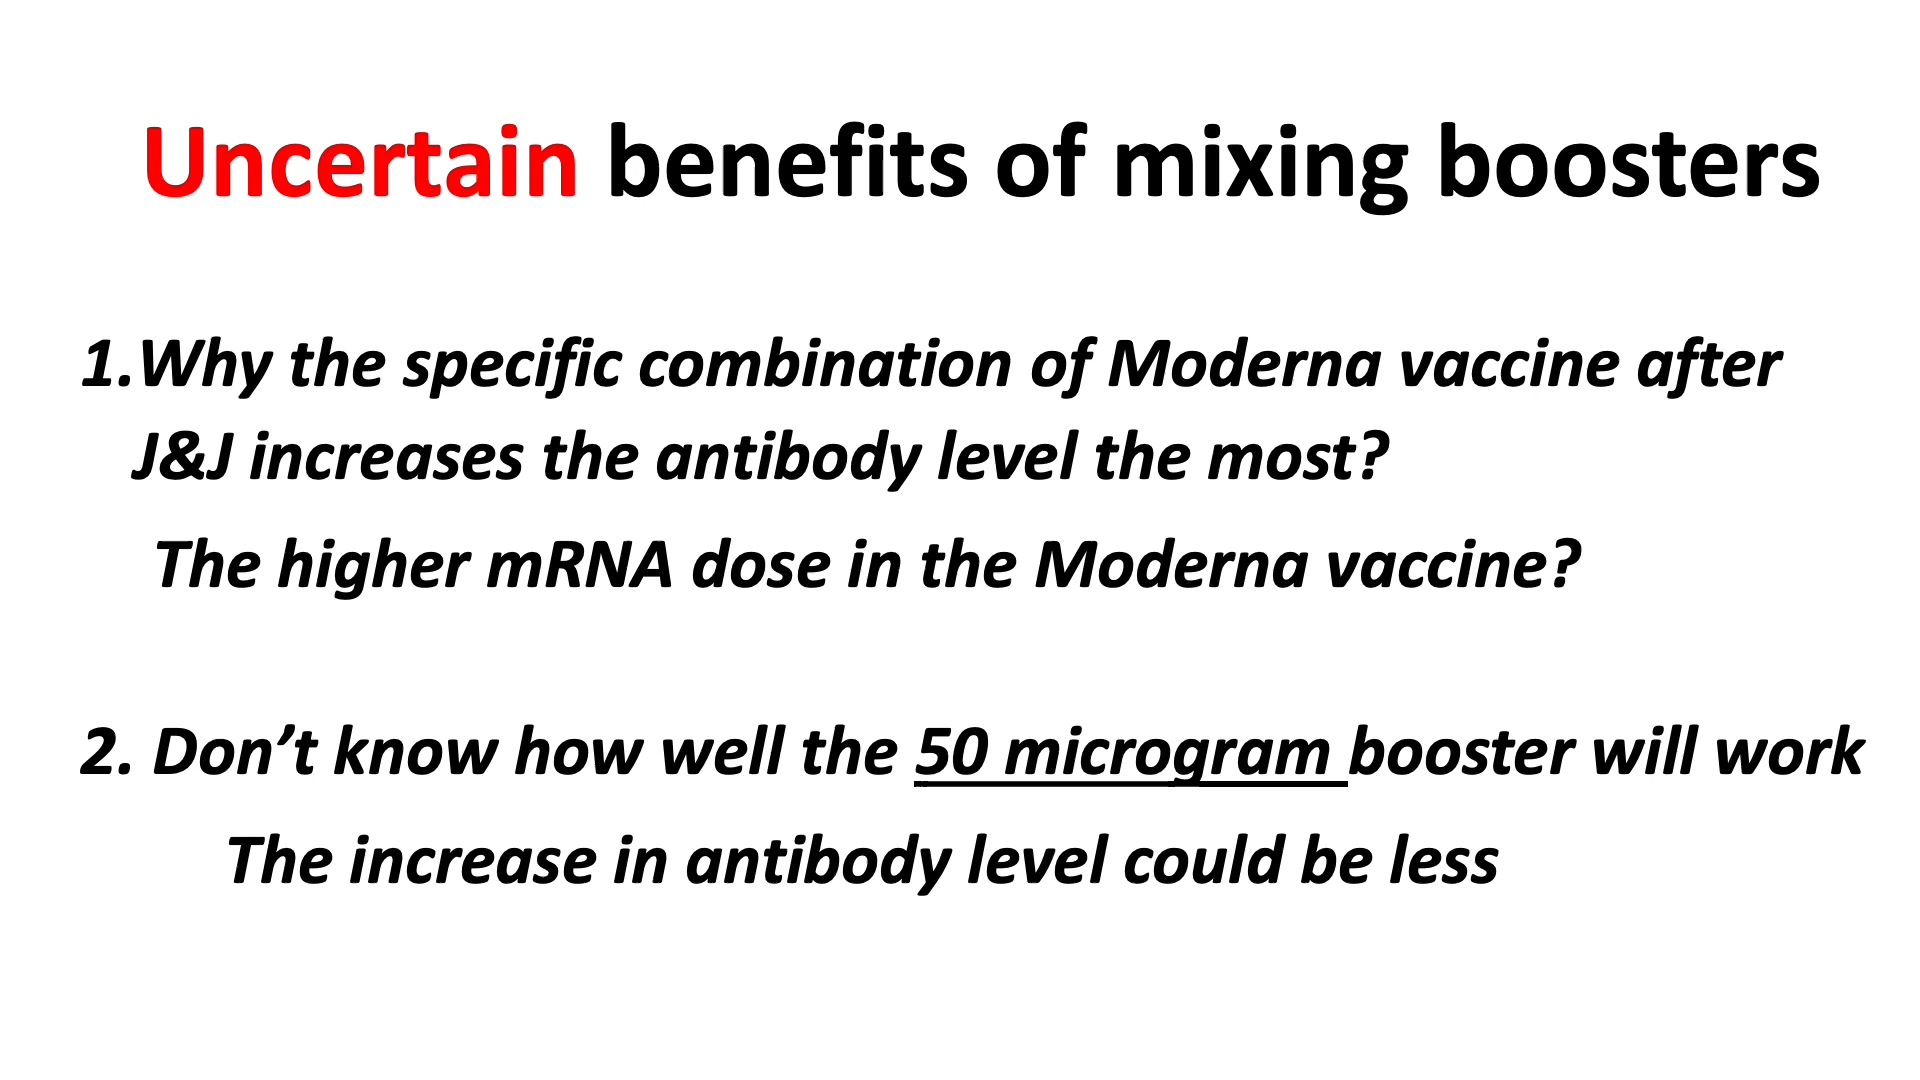 Uncertain benefits of mixing boosters
1.Why the specific combination of Moderna vaccine after
J&J increases the antibody level the most?
The higher mRNA dose in the Moderna vaccine?
2. Don’t know how well the 50 microgram booster will work
The increase in antibody level could be less